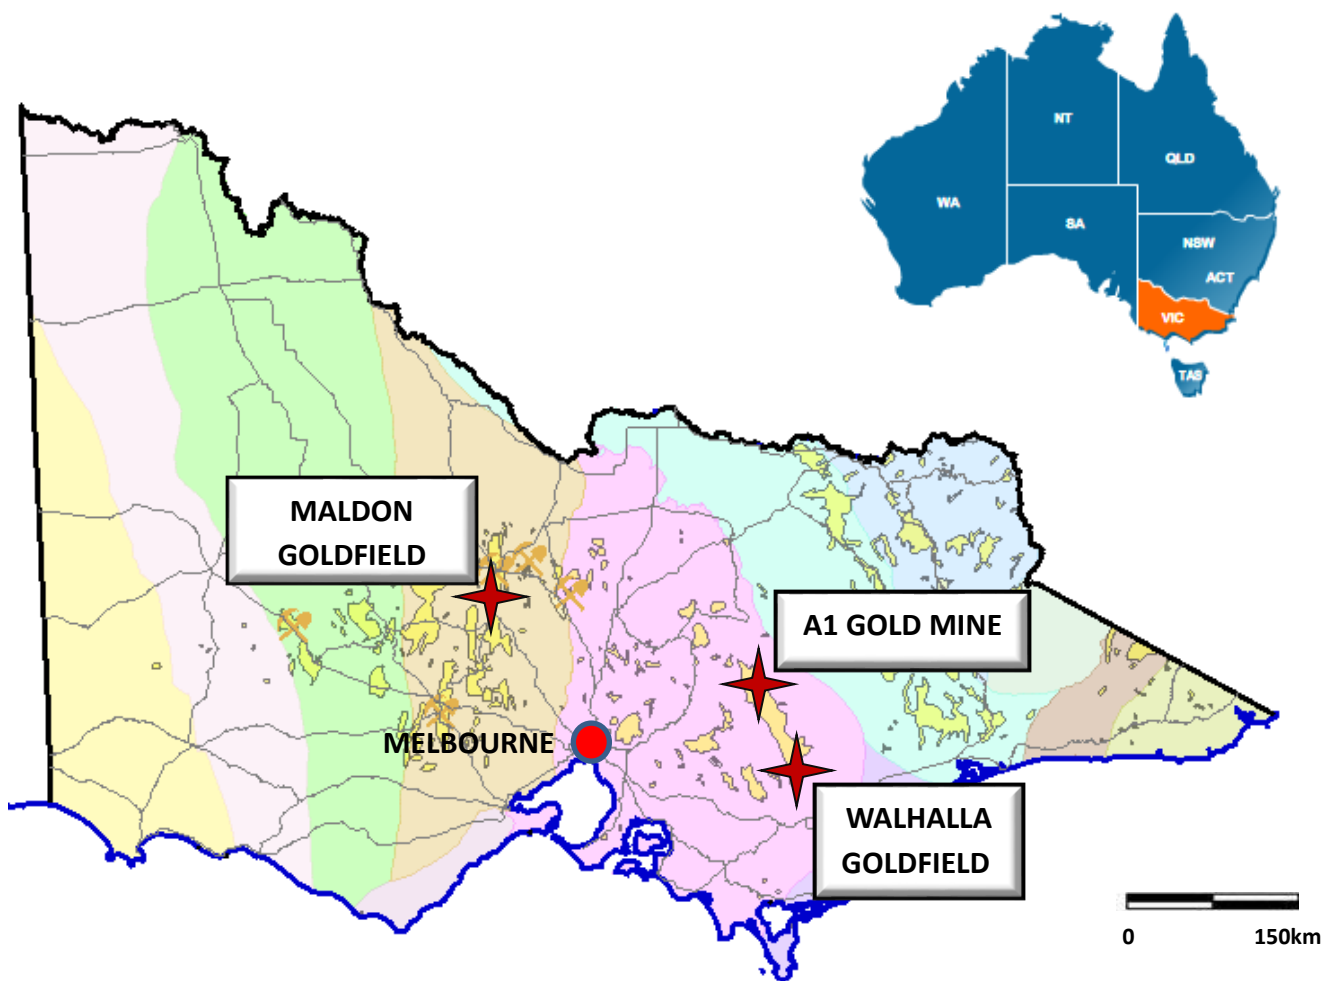 NT
QLD
WA
SA
NSW
ACT
VIC
TAS
MALDON
GOLDFIELD
A1 GOLD MINE
MELBOURNE
WALHALLA
GOLDFIELD
0 150km